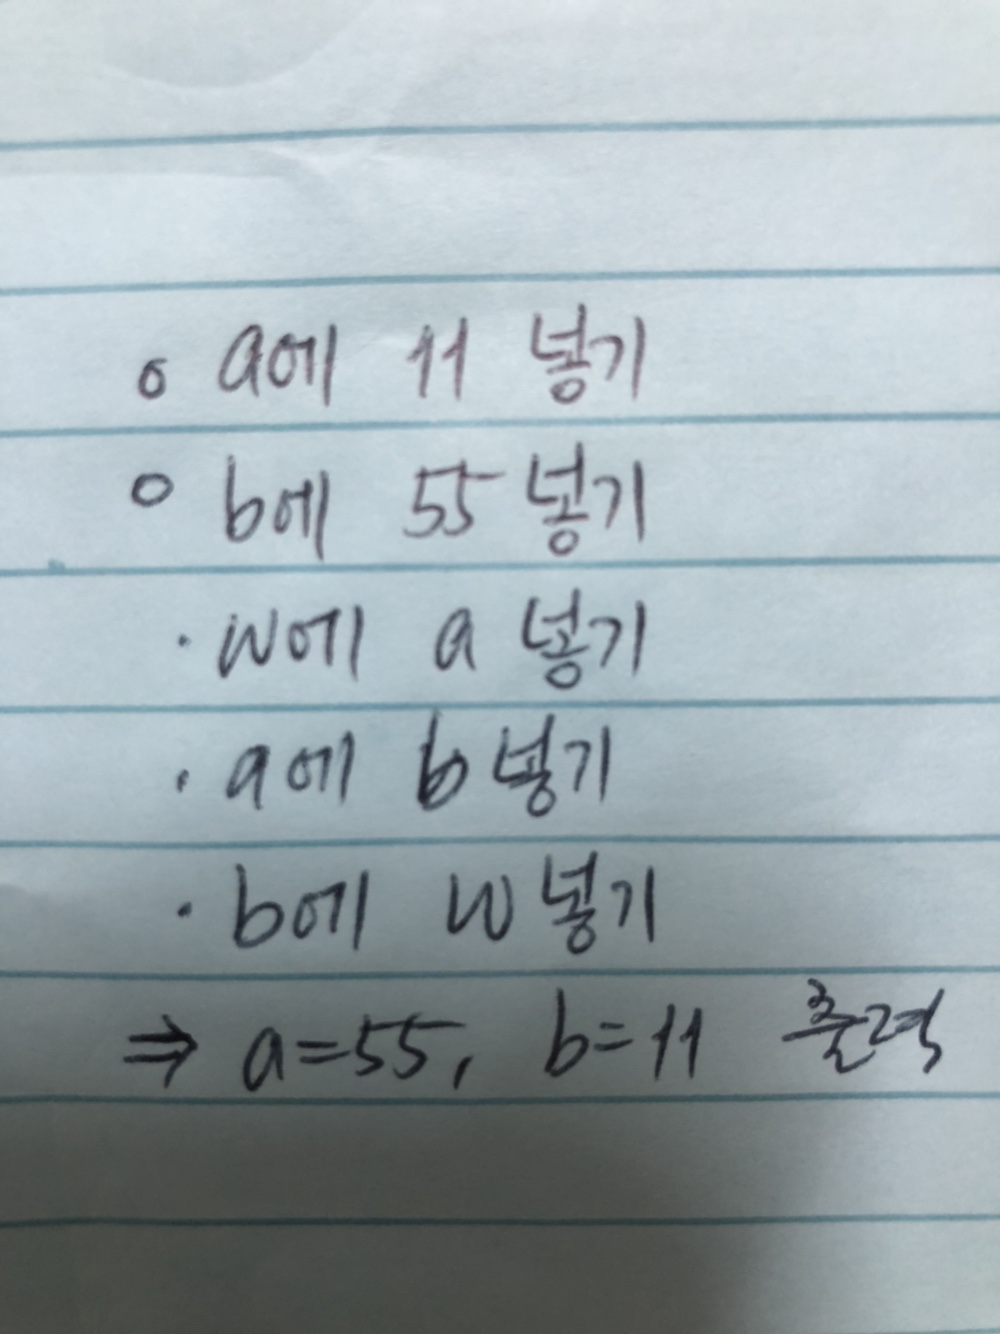 o a에 11 넣기
o b에 55 넣기
· w에 a 넣기
· a에 b 넣기
· b에 w 넣기
⇒ a=55, b=11 출력